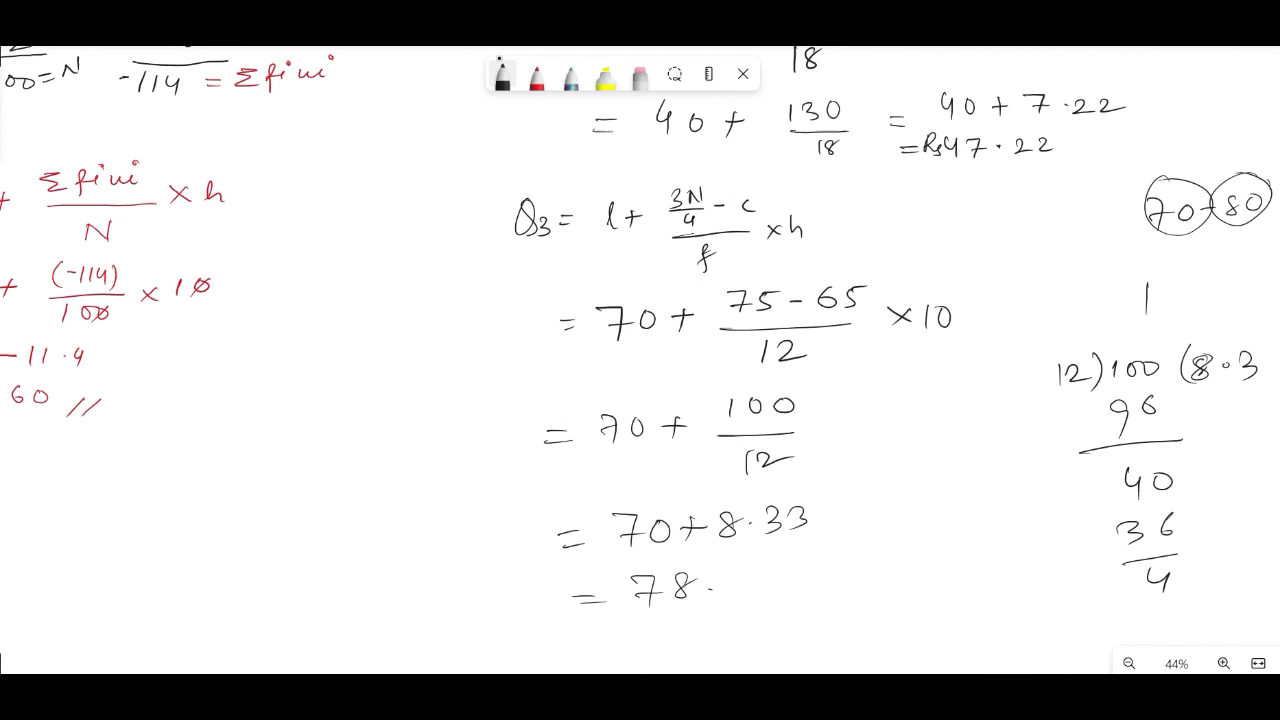 00=N
-114 = Σfiui
+ Σfiui/N × h
+ (-114)/100 × 10
- 11.4
60 //
18
= 40 + 130/18 = 40 + 7.22
= Rs47.22
Q3 = l + (3N/4 - c)/f × h
70-80
= 70 + (75-65)/12 × 10
= 70 + 100/12
= 70+8.33
= 78.
1
12)100(8.3
96
40
36
4
44%